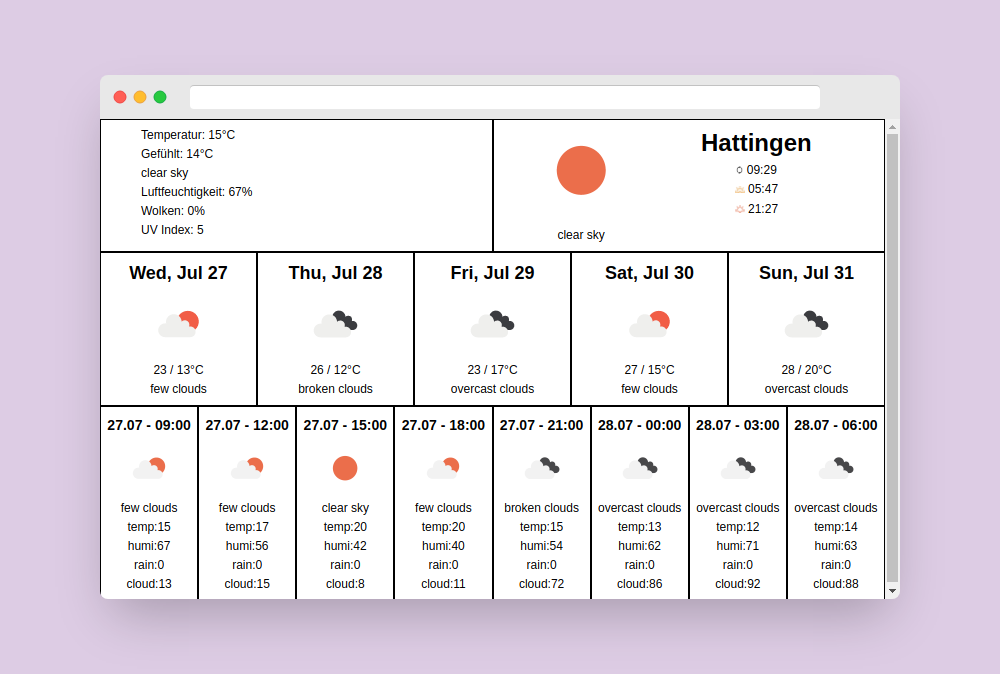 Temperatur: 15°C
Gefühlt: 14°C
clear sky
Luftfeuchtigkeit: 67%
Wolken: 0%
UV Index: 5
clear sky
Hattingen
09:29
05:47
21:27
Wed, Jul 27
23 / 13°C
few clouds
Thu, Jul 28
26 / 12°C
broken clouds
Fri, Jul 29
23 / 17°C
overcast clouds
Sat, Jul 30
27 / 15°C
few clouds
Sun, Jul 31
28 / 20°C
overcast clouds
27.07 - 09:00
few clouds
temp:15
humi:67
rain:0
cloud:13
27.07 - 12:00
few clouds
temp:17
humi:56
rain:0
cloud:15
27.07 - 15:00
clear sky
temp:20
humi:42
rain:0
cloud:8
27.07 - 18:00
few clouds
temp:20
humi:40
rain:0
cloud:11
27.07 - 21:00
broken clouds
temp:15
humi:54
rain:0
cloud:72
28.07 - 00:00
overcast clouds
temp:13
humi:62
rain:0
cloud:86
28.07 - 03:00
overcast clouds
temp:12
humi:71
rain:0
cloud:92
28.07 - 06:00
overcast clouds
temp:14
humi:63
rain:0
cloud:88